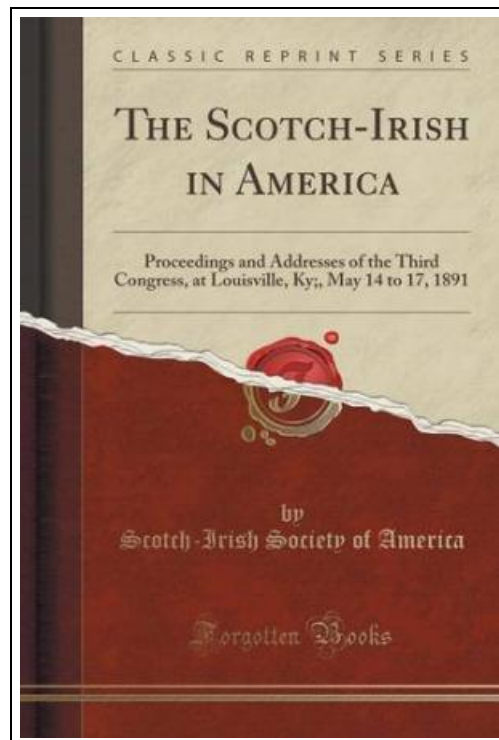 CLASSIC REPRINT SERIES
THE SCOTCH-IRISH
IN AMERICA
Proceedings and Addresses of the Third
Congress, at Louisville, Ky;, May 14 to 17, 1891
by
Scotch-Irish Society of America
Forgotten Books